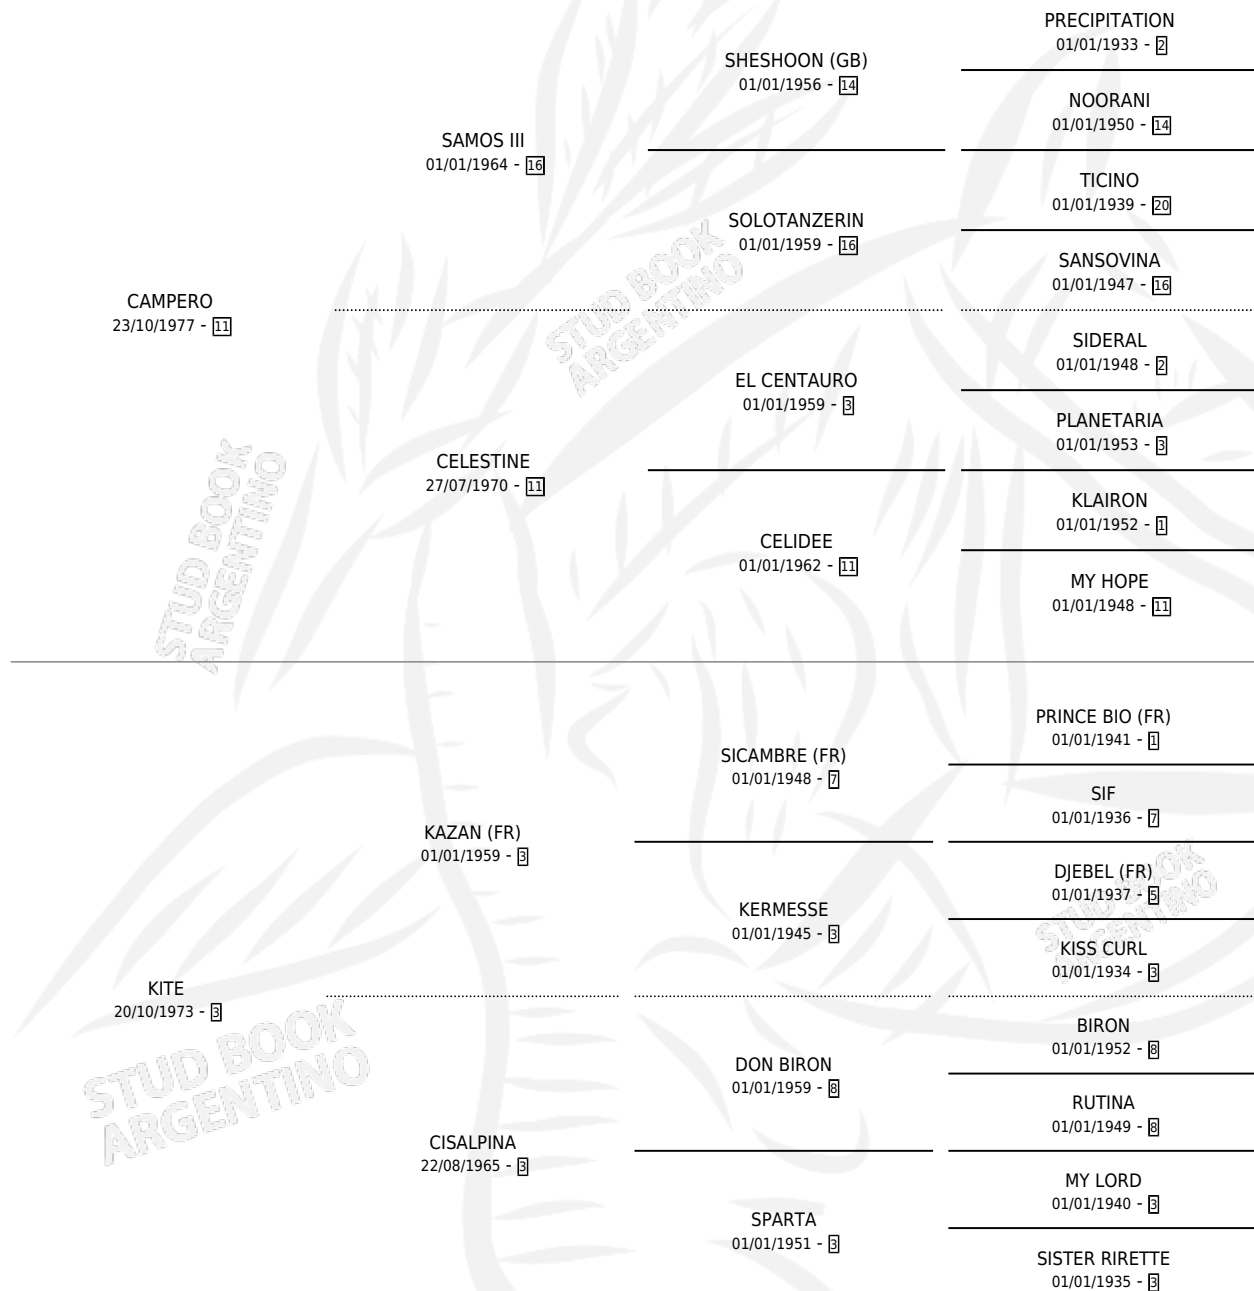 CAMPERO
23/10/1977 - 11
SAMOS III
01/01/1964 - 16
CELESTINE
27/07/1970 - 11
SHESHOON (GB)
01/01/1956 - 14
SOLOTANZERIN
01/01/1959 - 16
EL CENTAURO
01/01/1959 - 3
CELIDEE
01/01/1962 - 11
PRECIPITATION
01/01/1933 - 2
NOORANI
01/01/1950 - 14
TICINO
01/01/1939 - 20
SANSOVINA
01/01/1947 - 16
SIDERAL
01/01/1948 - 2
PLANETARIA
01/01/1953 - 3
KLAIRON
01/01/1952 - 1
MY HOPE
01/01/1948 - 11
KITE
20/10/1973 - 3
KAZAN (FR)
01/01/1959 - 3
CISALPINA
22/08/1965 - 3
SICAMBRE (FR)
01/01/1948 - 7
KERMESSE
01/01/1945 - 3
DON BIRON
01/01/1959 - 8
SPARTA
01/01/1951 - 3
PRINCE BIO (FR)
01/01/1941 - 1
SIF
01/01/1936 - 7
DJEBEL (FR)
01/01/1937 - 5
KISS CURL
01/01/1934 - 3
BIRON
01/01/1952 - 8
RUTINA
01/01/1949 - 8
MY LORD
01/01/1940 - 3
SISTER RIRETTE
01/01/1935 - 3
STUD BOOK
ARGENTINO
STUD BOOK
ARGENTINO
STUD BOOK
ARGENTINO
STUD BOOK
ARGENTINO